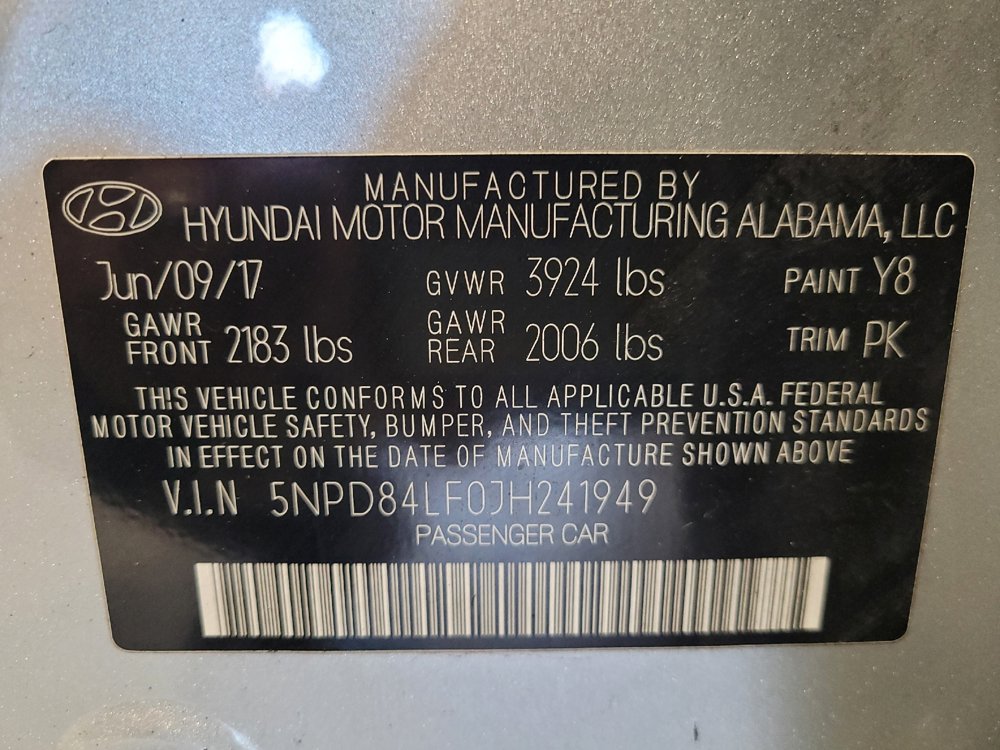 MANUFACTURED BY
HYUNDAI MOTOR MANUFACTURING ALABAMA, LLC
Jun/09/17 GVWR 3924 lbs PAINT Y8
GAWR FRONT 2183 lbs GAWR REAR 2006 lbs TRIM PK
THIS VEHICLE CONFORMS TO ALL APPLICABLE U.S.A. FEDERAL
MOTOR VEHICLE SAFETY, BUMPER, AND THEFT PREVENTION STANDARDS
IN EFFECT ON THE DATE OF MANUFACTURE SHOWN ABOVE
V.I.N 5NPD84LF0JH241949
PASSENGER CAR